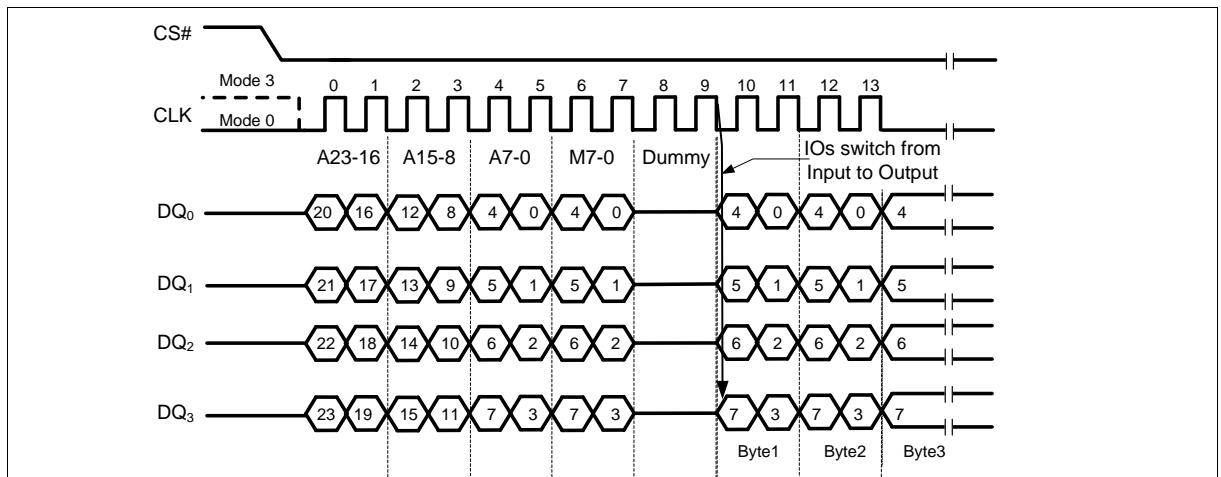 CS#
Mode 3
CLK
Mode 0
0 1 2 3 4 5 6 7 8 9 10 11 12 13
A23-16 A15-8 A7-0 M7-0 Dummy
IOs switch from
Input to Output
DQ₀ 20 16 12 8 4 0 4 0 4 0 4 0 4
DQ₁ 21 17 13 9 5 1 5 1 5 1 5 1 5
DQ₂ 22 18 14 10 6 2 6 2 6 2 6 2 6
DQ₃ 23 19 15 11 7 3 7 3 7 3 7 3 7
Byte1 Byte2 Byte3